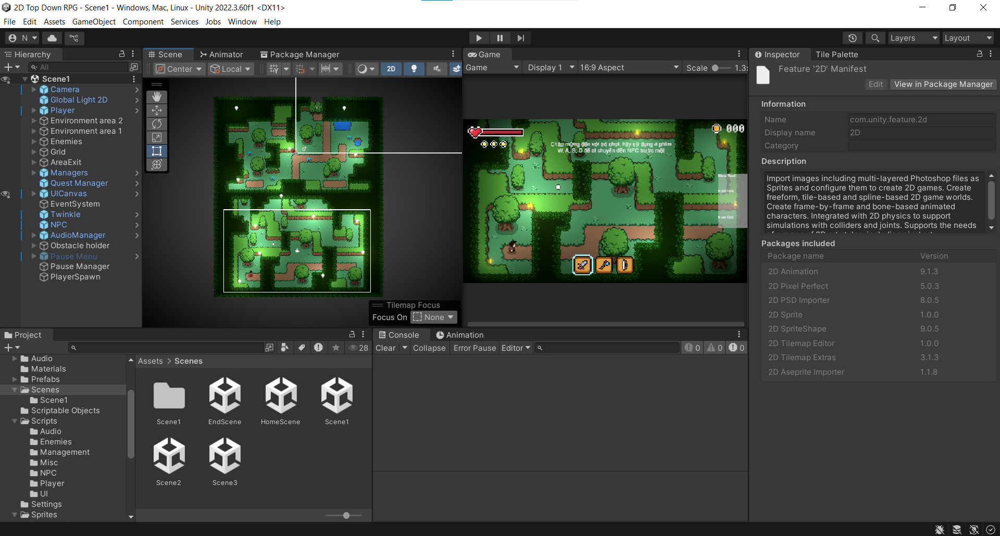 2D Top Down RPG - Scene1 - Windows, Mac, Linux - Unity 2022.3.60f1 <DX11>
File Edit Assets GameObject Component Services Jobs Window Help
N Layers Layout
Hierarchy
All
Scene1
Camera
Global Light 2D
Player
Environment area 2
Environment area 1
Enemies
Grid
AreaExit
Managers
Quest Manager
UICanvas
EventSystem
Twinkle
NPC
AudioManager
Obstacle holder
Pause Menu
Pause Manager
PlayerSpawn
Scene Animator Package Manager
Center Local 2D
Tilemap Focus
Focus On None
Game
Game Display 1 16:9 Aspect Scale 1.3x
000
Chào mừng đến với trò chơi, hãy sử dụng 4 phím
W, A, S, D để di chuyển đến NPC trước mặt
Inspector Tile Palette
Feature '2D' Manifest
Edit View in Package Manager
Information
Name com.unity.feature.2d
Display name 2D
Category
Description
Import images including multi-layered Photoshop files as
Sprites and configure them to create 2D games. Create
freeform, tile-based and spline-based 2D game worlds.
Create frame-by-frame and bone-based animated
characters. Integrated with 2D physics to support
simulations with colliders and joints. Supports the needs
Packages included
Package name Version
2D Animation 9.1.3
2D Pixel Perfect 5.0.3
2D PSD Importer 8.0.5
2D Sprite 1.0.0
2D SpriteShape 9.0.5
2D Tilemap Editor 1.0.0
2D Tilemap Extras 3.1.3
2D Aseprite Importer 1.1.8
Project
28
Audio
Materials
Prefabs
Scenes
Scene1
Scriptable Objects
Scripts
Audio
Enemies
Management
Misc
NPC
Player
UI
Settings
Sprites
Assets > Scenes
Scene1 EndScene HomeScene Scene1
Scene2 Scene3
Console Animation
Clear Collapse Error Pause Editor 0 0 0